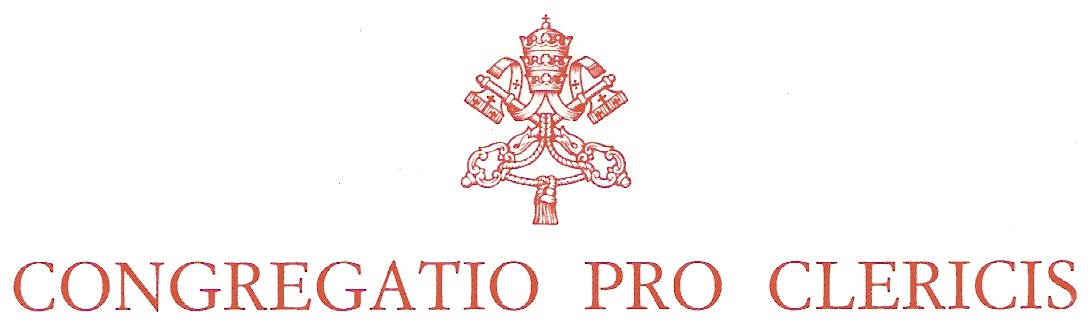 CONGREGATIO PRO CLERICIS